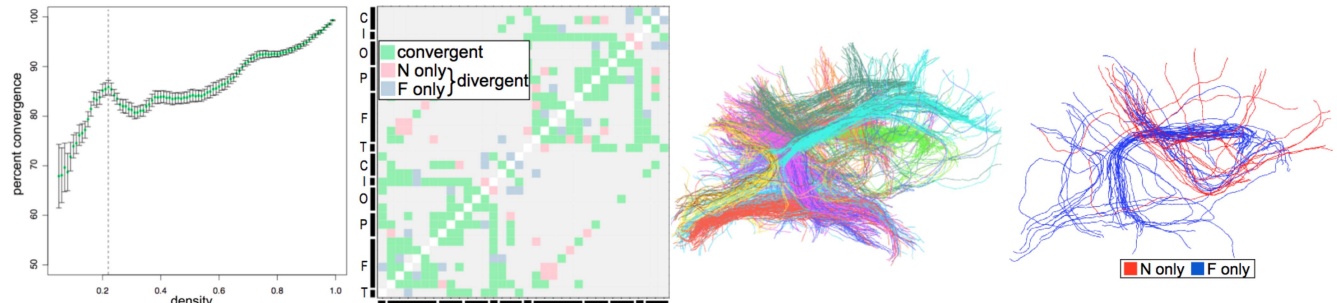 percent convergence
100
90
80
70
60
50
0.2
0.4
0.6
0.8
1.0
density
C
I
O
P
F
T
C
I
O
P
F
T
convergent
N only
F only
divergent
N only
F only